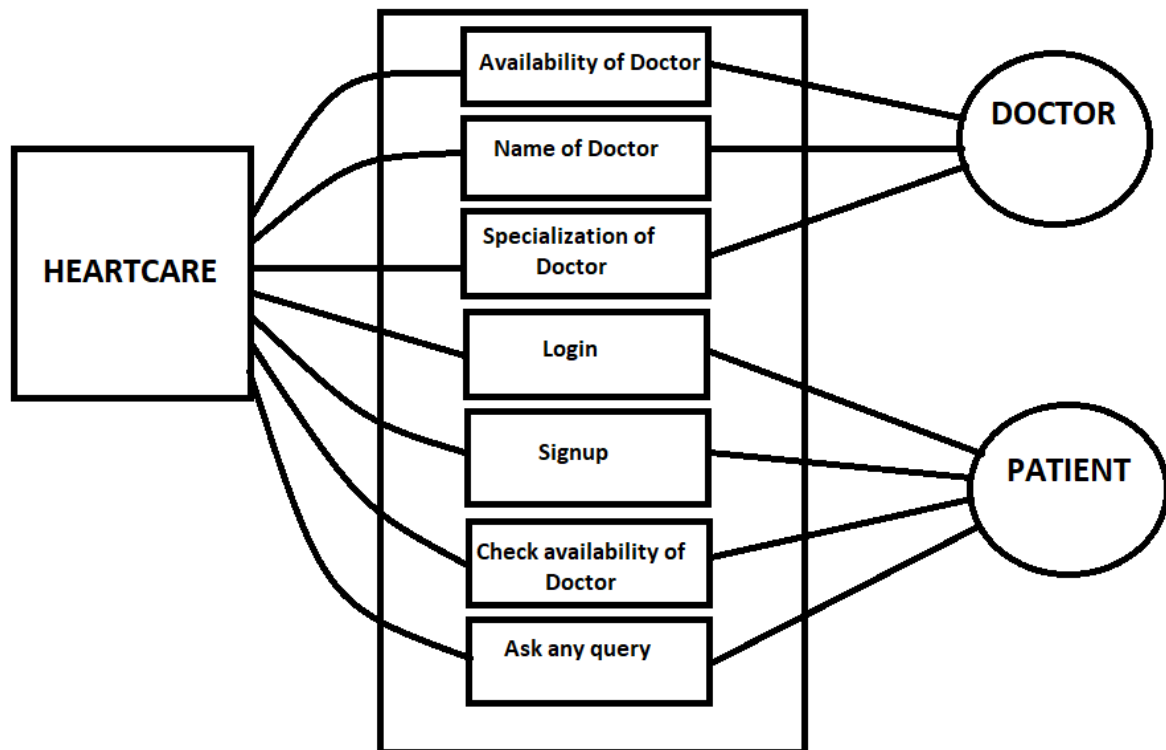 Availability of Doctor
DOCTOR
Name of Doctor
HEARTCARE
Specialization of
Doctor
Login
Signup
PATIENT
Check availability of
Doctor
Ask any query